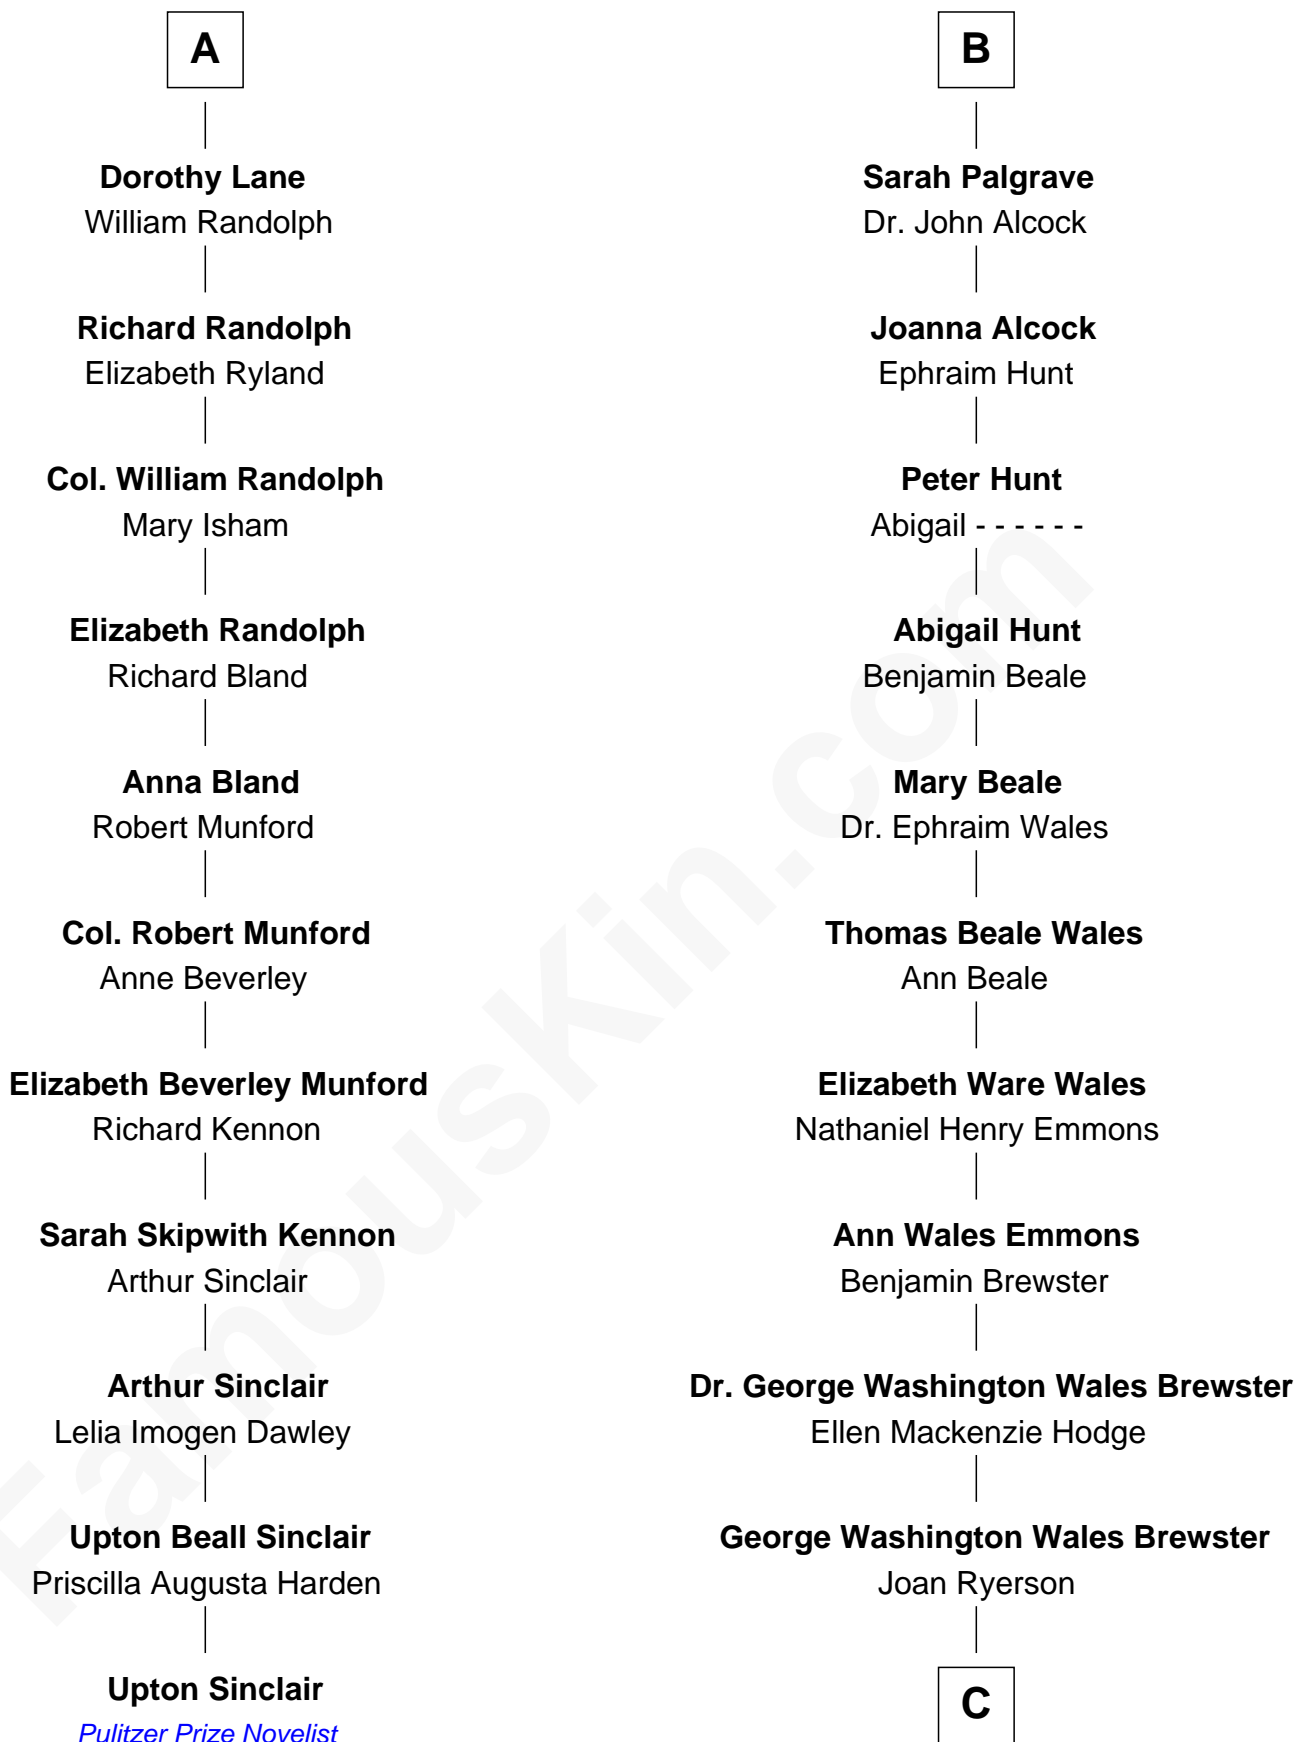 A
Dorothy Lane
William Randolph
Richard Randolph
Elizabeth Ryland
Col. William Randolph
Mary Isham
Elizabeth Randolph
Richard Bland
Anna Bland
Robert Munford
Col. Robert Munford
Anne Beverley
Elizabeth Beverley Munford
Richard Kennon
Sarah Skipwith Kennon
Arthur Sinclair
Arthur Sinclair
Lelia Imogen Dawley
Upton Beall Sinclair
Priscilla Augusta Harden
Upton Sinclair
Pulitzer Prize Novelist
B
Sarah Palgrave
Dr. John Alcock
Joanna Alcock
Ephraim Hunt
Peter Hunt
Abigail - - - - - -
Abigail Hunt
Benjamin Beale
Mary Beale
Dr. Ephraim Wales
Thomas Beale Wales
Ann Beale
Elizabeth Ware Wales
Nathaniel Henry Emmons
Ann Wales Emmons
Benjamin Brewster
Dr. George Washington Wales Brewster
Ellen Mackenzie Hodge
George Washington Wales Brewster
Joan Ryerson
C
FamousKin.com